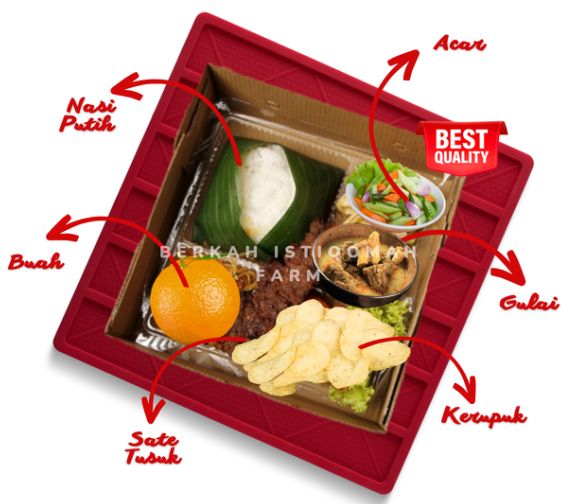 Acar
Nasi
Putih
BEST
QUALITY
BERKAH ISTIQOMAH
FARM
Buah
Gulai
Kerupuk
Sate
Tusuk